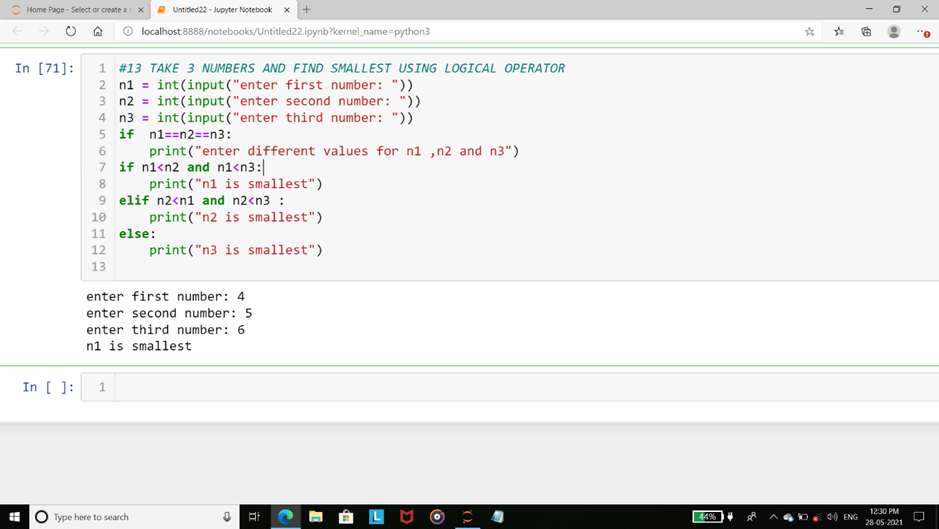 Home Page - Select or create a n
Untitled22 - Jupyter Notebook
localhost:8888/notebooks/Untitled22.ipynb?kernel_name=python3
In [71]:
1 #13 TAKE 3 NUMBERS AND FIND SMALLEST USING LOGICAL OPERATOR
2 n1 = int(input("enter first number: "))
3 n2 = int(input("enter second number: "))
4 n3 = int(input("enter third number: "))
5 if  n1==n2==n3:
6     print("enter different values for n1 ,n2 and n3")
7 if n1<n2 and n1<n3:
8     print("n1 is smallest")
9 elif n2<n1 and n2<n3 :
10     print("n2 is smallest")
11 else:
12     print("n3 is smallest")
13
enter first number: 4
enter second number: 5
enter third number: 6
n1 is smallest
In [ ]:
1
Type here to search
L
44%
ENG
12:30 PM
28-05-2021